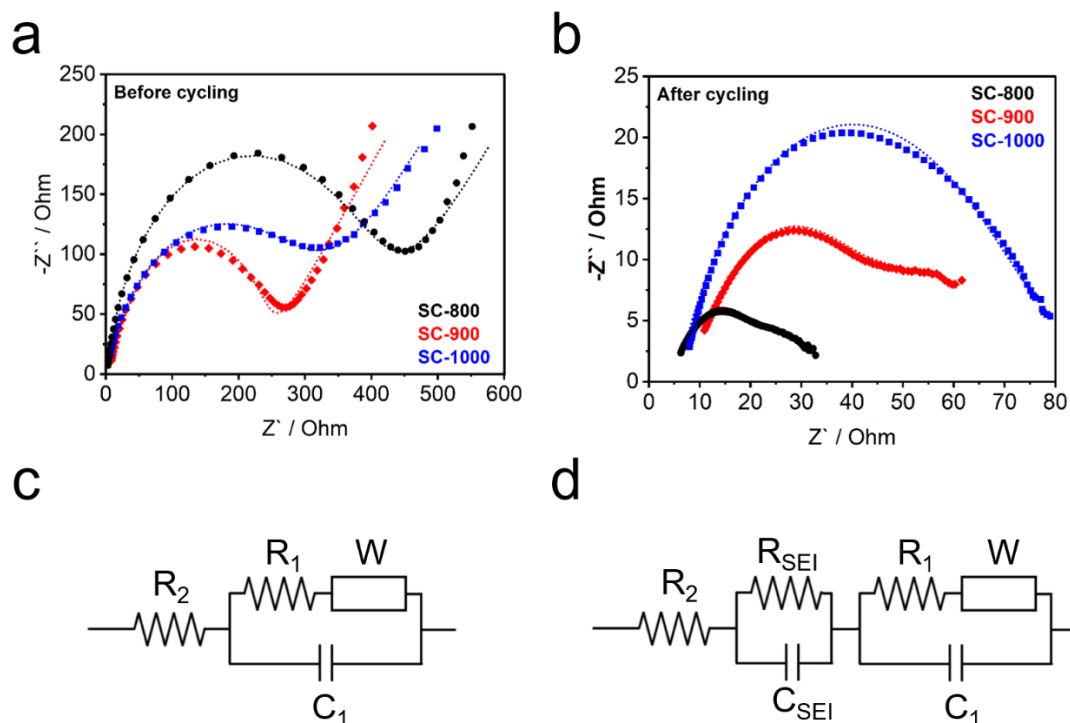 a
Before cycling
250
200
150
100
50
0
-Z`` / Ohm
0 100 200 300 400 500 600
Z` / Ohm
SC-800
SC-900
SC-1000
b
After cycling
SC-800
SC-900
SC-1000
25
20
15
10
5
0
-Z`` / Ohm
0 10 20 30 40 50 60 70 80
Z` / Ohm
c
R2
R1
W
C1
d
R2
RSEI
CSEI
R1
W
C1